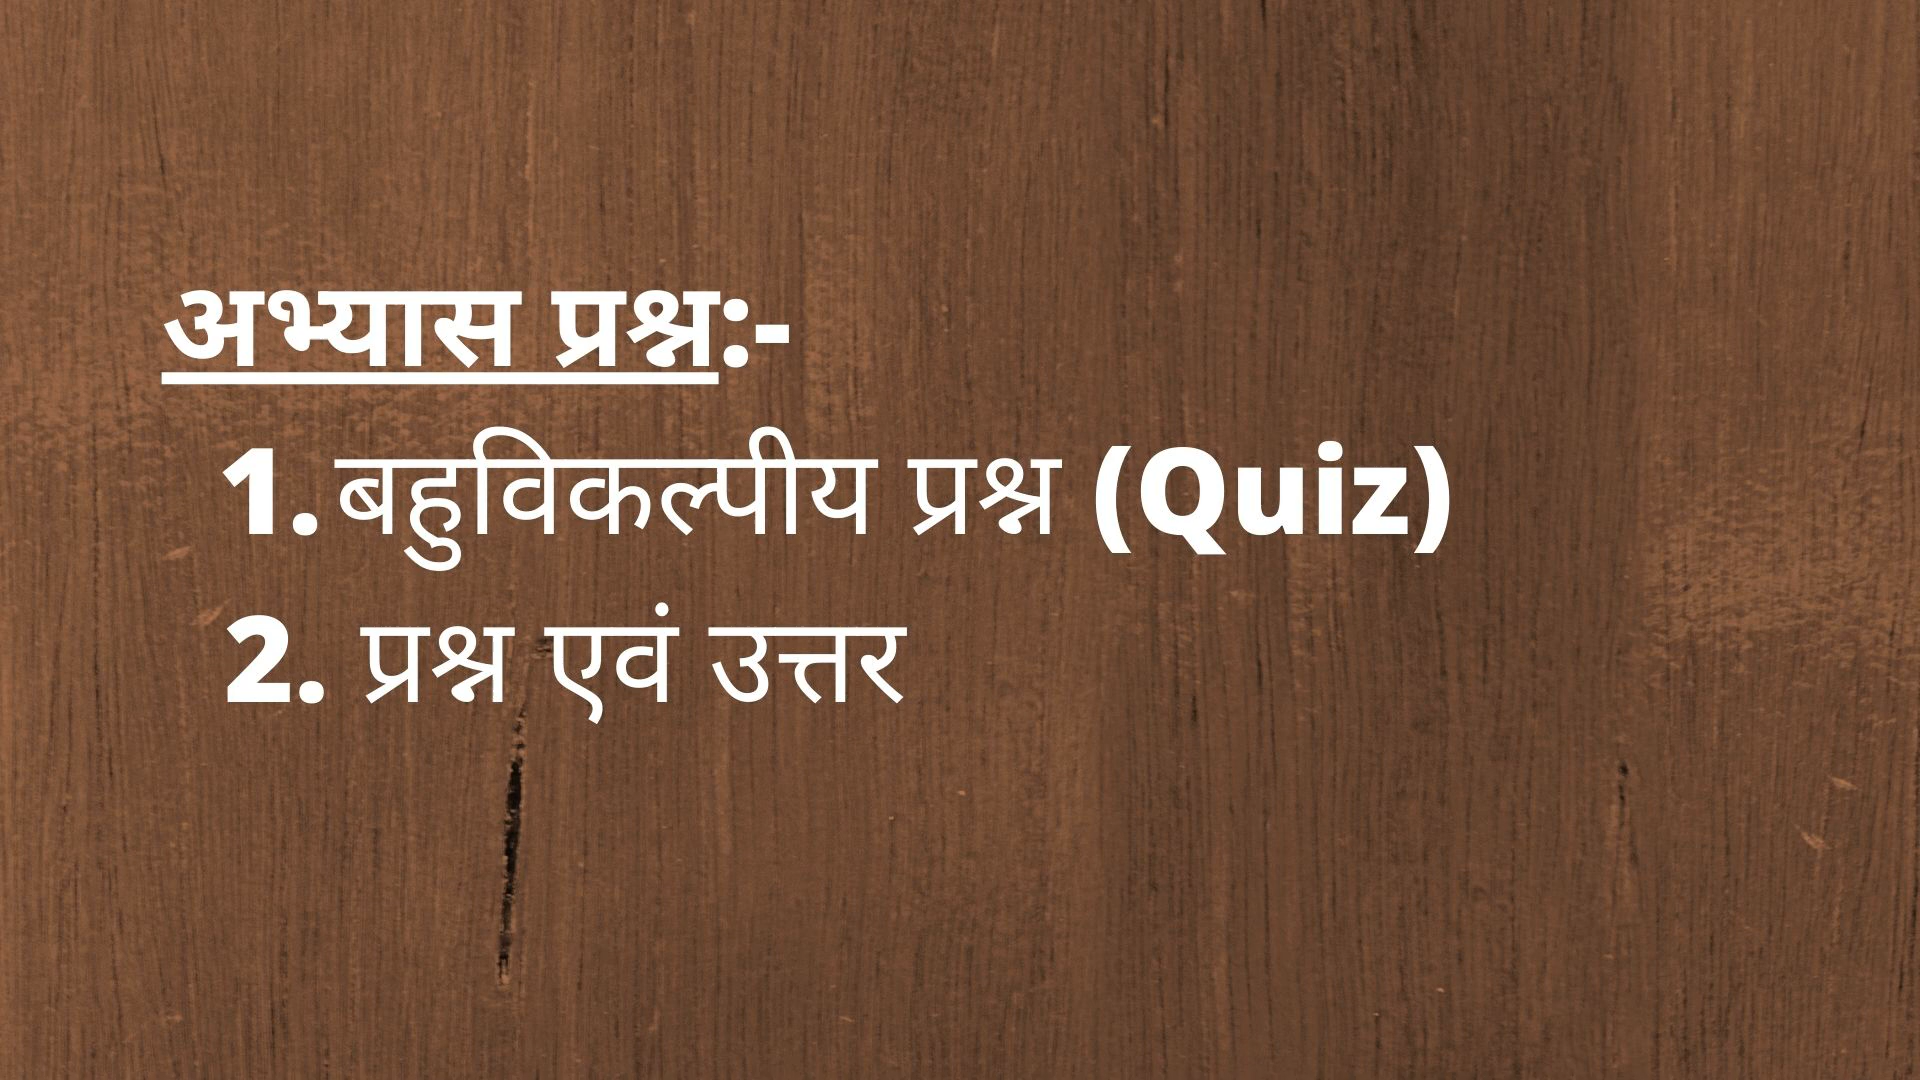 अभ्यास प्रश्न:-
1. बहुविकल्पीय प्रश्न (Quiz)
2. प्रश्न एवं उत्तर